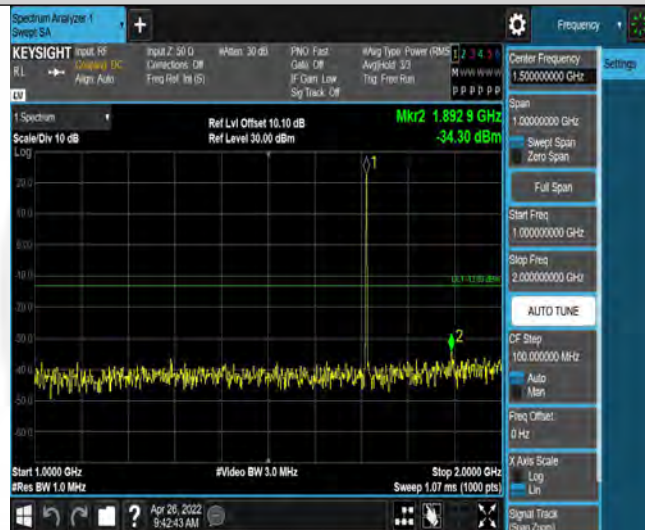 Spectrum Analyzer 1
Swept SA
+
Frequency
KEYSIGHT
RL
LV
Input: RF
Coupling: DC
Align: Auto
Input Z: 50 Ω
Corrections: Off
Freq Ref: Int (S)
#Atten: 30 dB
PNO: Fast
Gate: Off
IF Gain: Low
Sig Track: Off
#Avg Type: Power (RMS
Avg|Hold: 3/3
Trig: Free Run
1 2 3 4 5 6
M W W W W W
P P P P P P
1 Spectrum
Scale/Div 10 dB
Log
Ref Lvl Offset 10.10 dB
Ref Level 30.00 dBm
Mkr2 1.892 9 GHz
-34.30 dBm
1
20.0
10.0
0.00
-10.0
-20.0
-30.0
2
-40.0
-50.0
-60.0
Start 1.0000 GHz
#Res BW 1.0 MHz
#Video BW 3.0 MHz
Stop 2.0000 GHz
Sweep 1.07 ms (1000 pts)
Apr 26, 2022
9:42:43 AM
?
Center Frequency
1.500000000 GHz
Settings
Span
1.00000000 GHz
Swept Span
Zero Span
Full Span
Start Freq
1.000000000 GHz
Stop Freq
2.000000000 GHz
AUTO TUNE
CF Step
100.000000 MHz
Auto
Man
Freq Offset
0 Hz
X Axis Scale
Log
Lin
Signal Track
(Span Zoom)